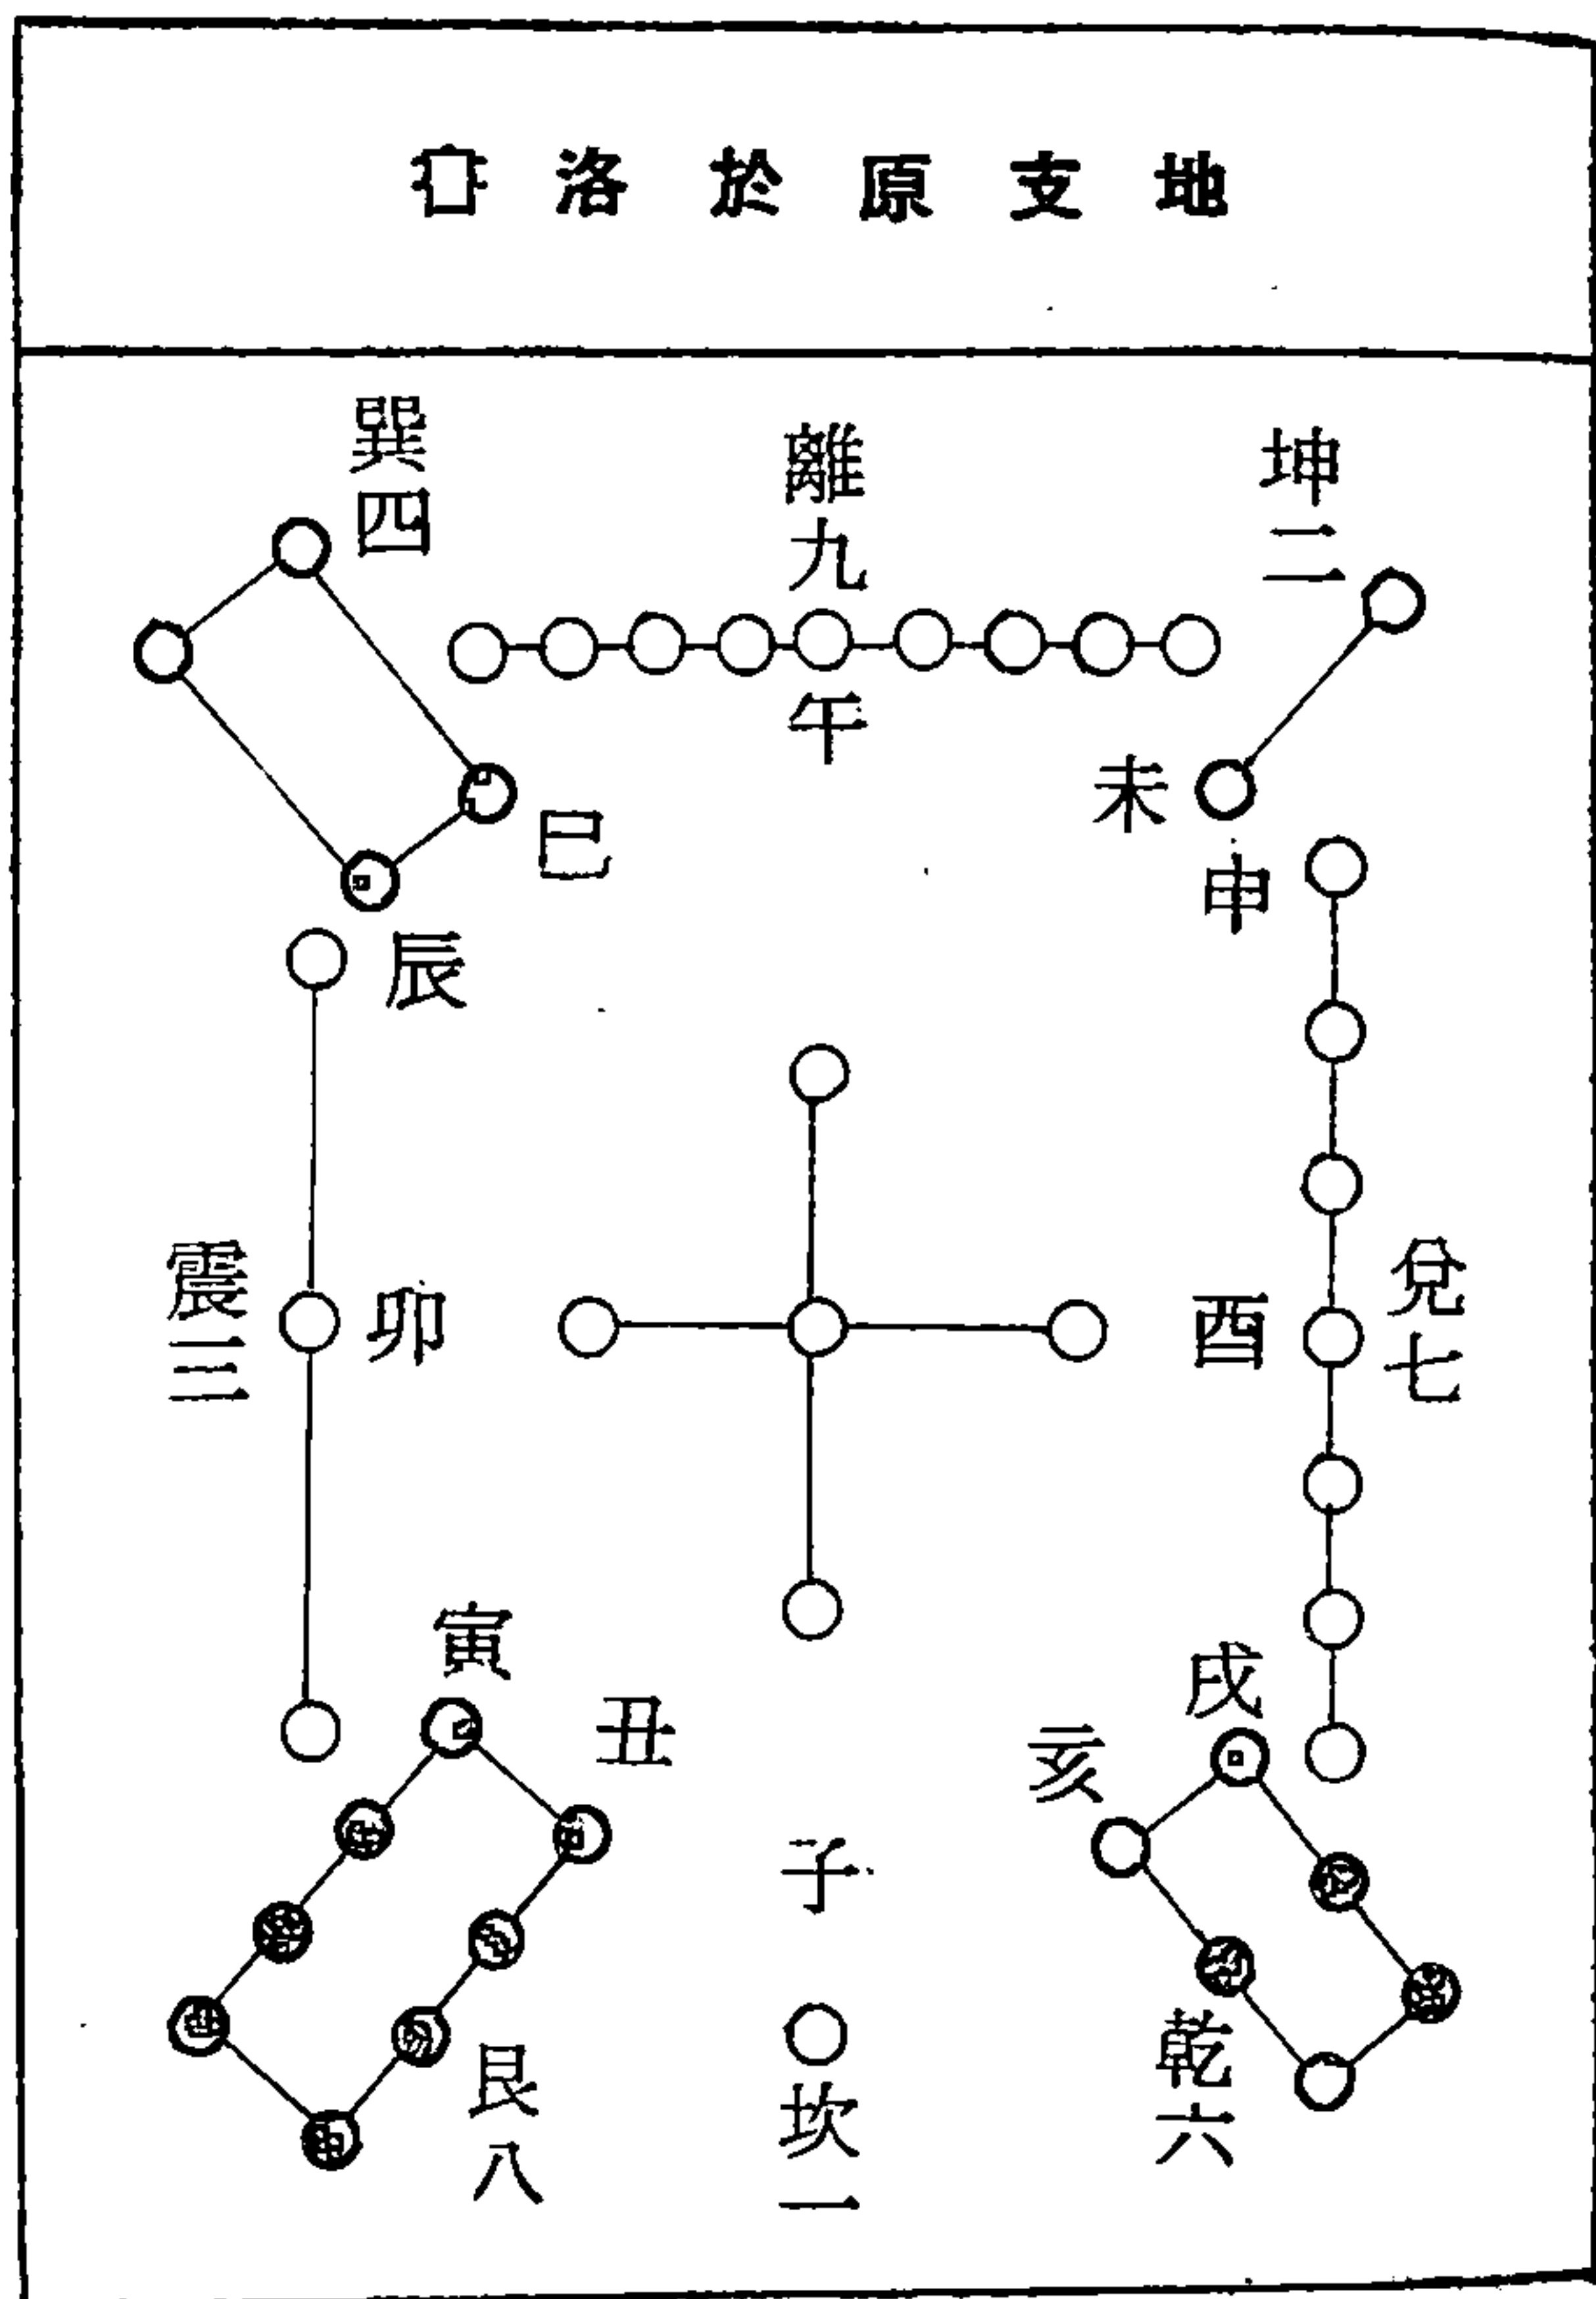 地支原於洛
坤二
離九
巽四
午
未
申
巳
辰
兌七
酉
卯
震三
戌
亥
子
丑
寅
乾六
坎一
艮八